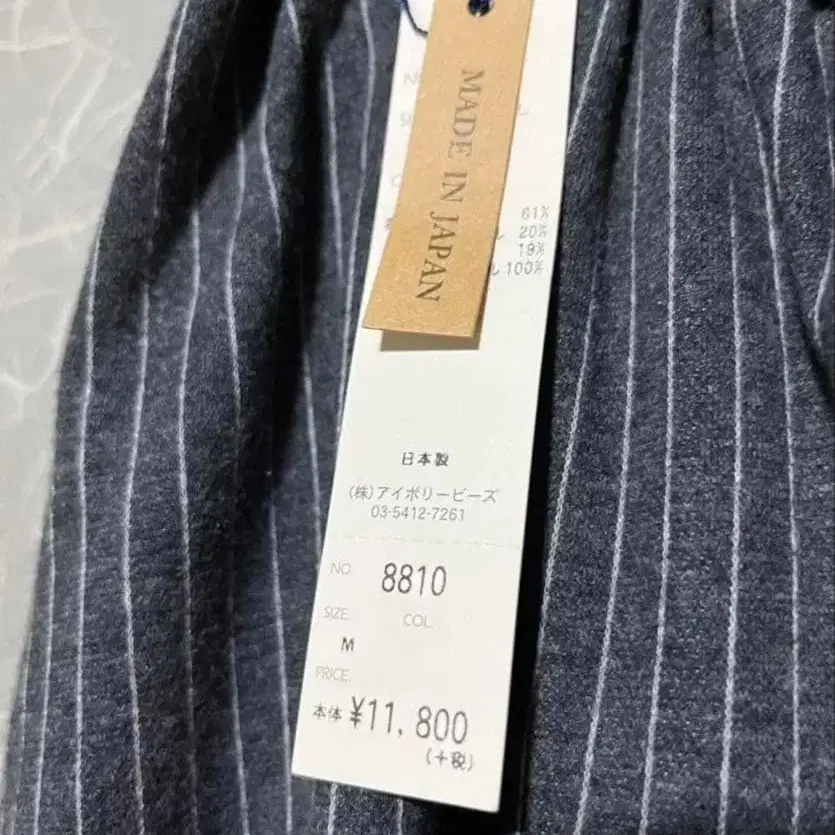 MADE IN JAPAN
61%
20%
19%
ル 100%
日本製
(株)アイボリービーズ
03-5412-7261
NO. 8810
SIZE COL.
M
PRICE
本体 ¥11,800
(+税)